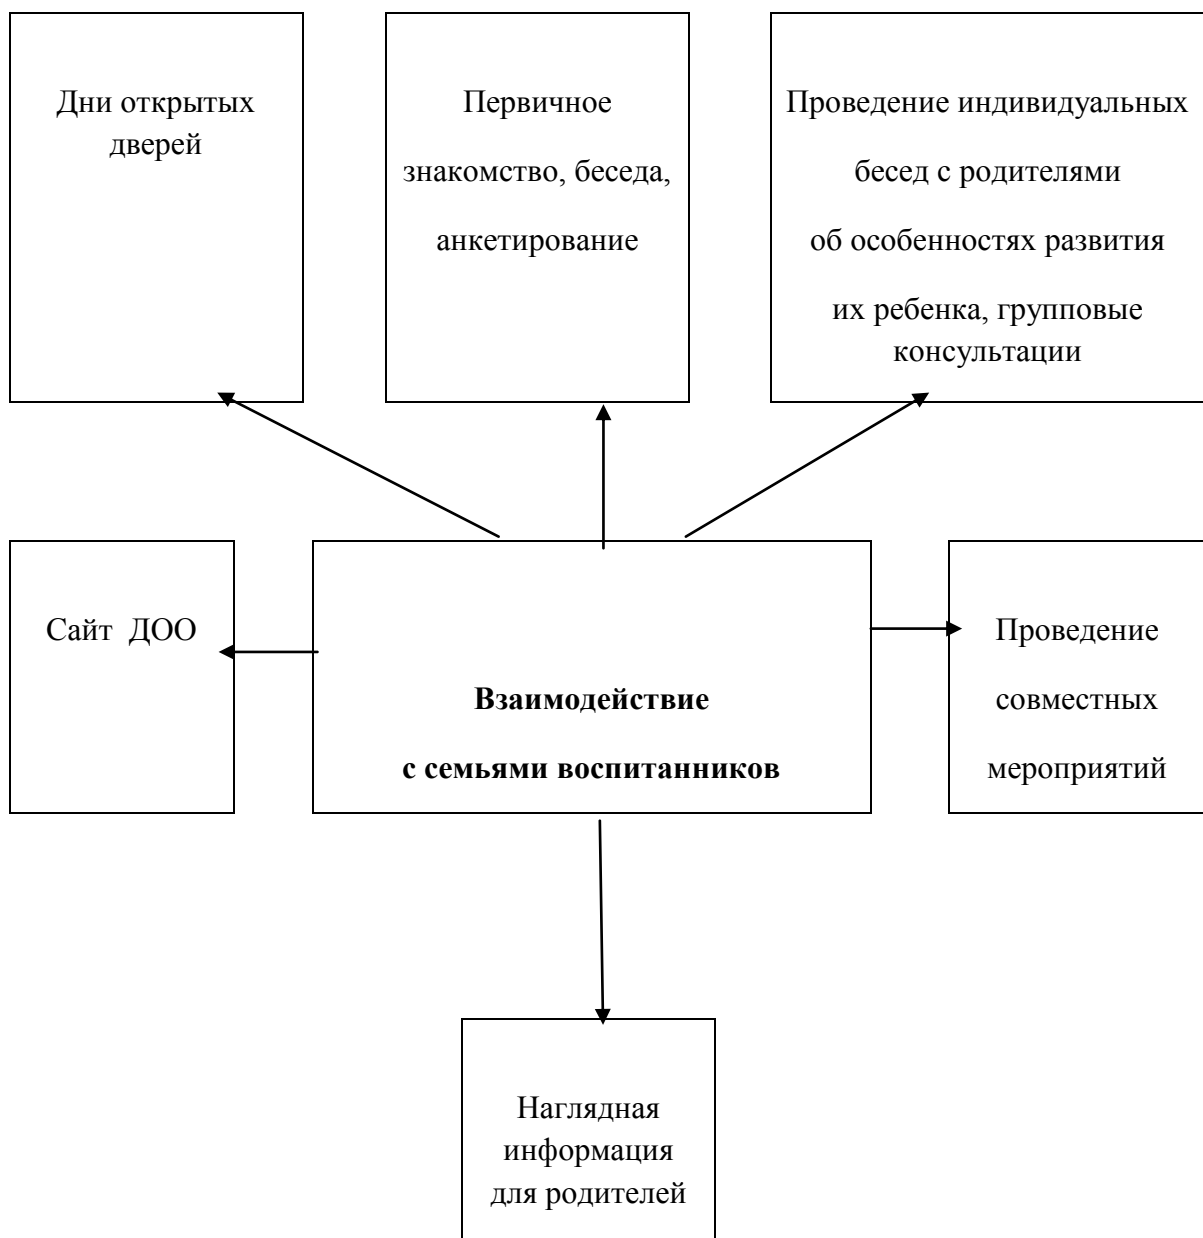 Дни открытых
дверей
Первичное
знакомство, беседа,
анкетирование
Проведение индивидуальных
бесед с родителями
об особенностях развития
их ребенка, групповые
консультации
Сайт ДОО
Взаимодействие
с семьями воспитанников
Проведение
совместных
мероприятий
Наглядная
информация
для родителей